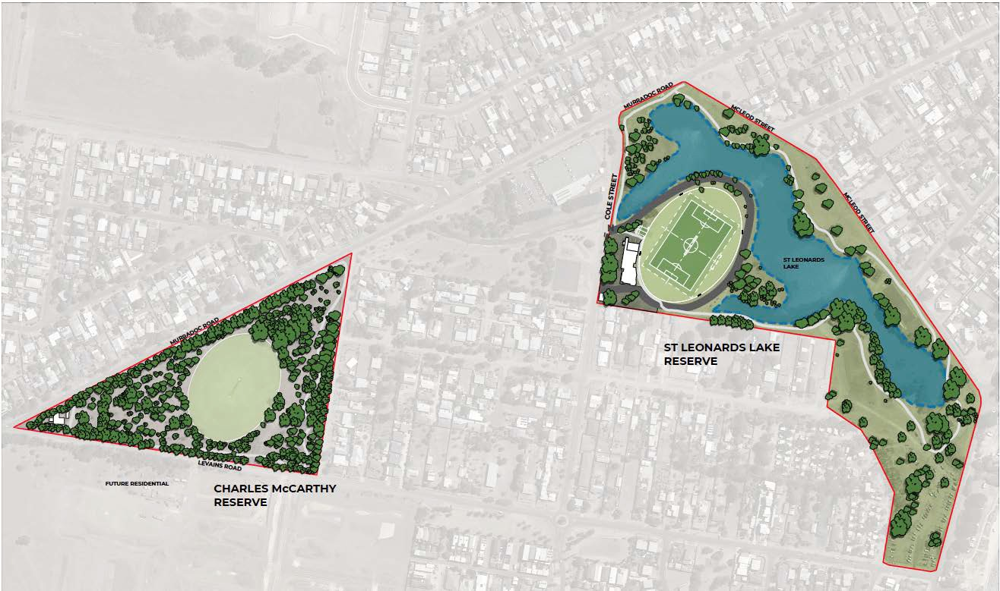 MURRADOC ROAD
MCLEOD STREET
COLE STREET
MCLEOD STREET
ST LEONARDS
LAKE
ST LEONARDS LAKE
RESERVE
MURRADOC ROAD
LEVAINS ROAD
FUTURE RESIDENTIAL
CHARLES McCARTHY
RESERVE